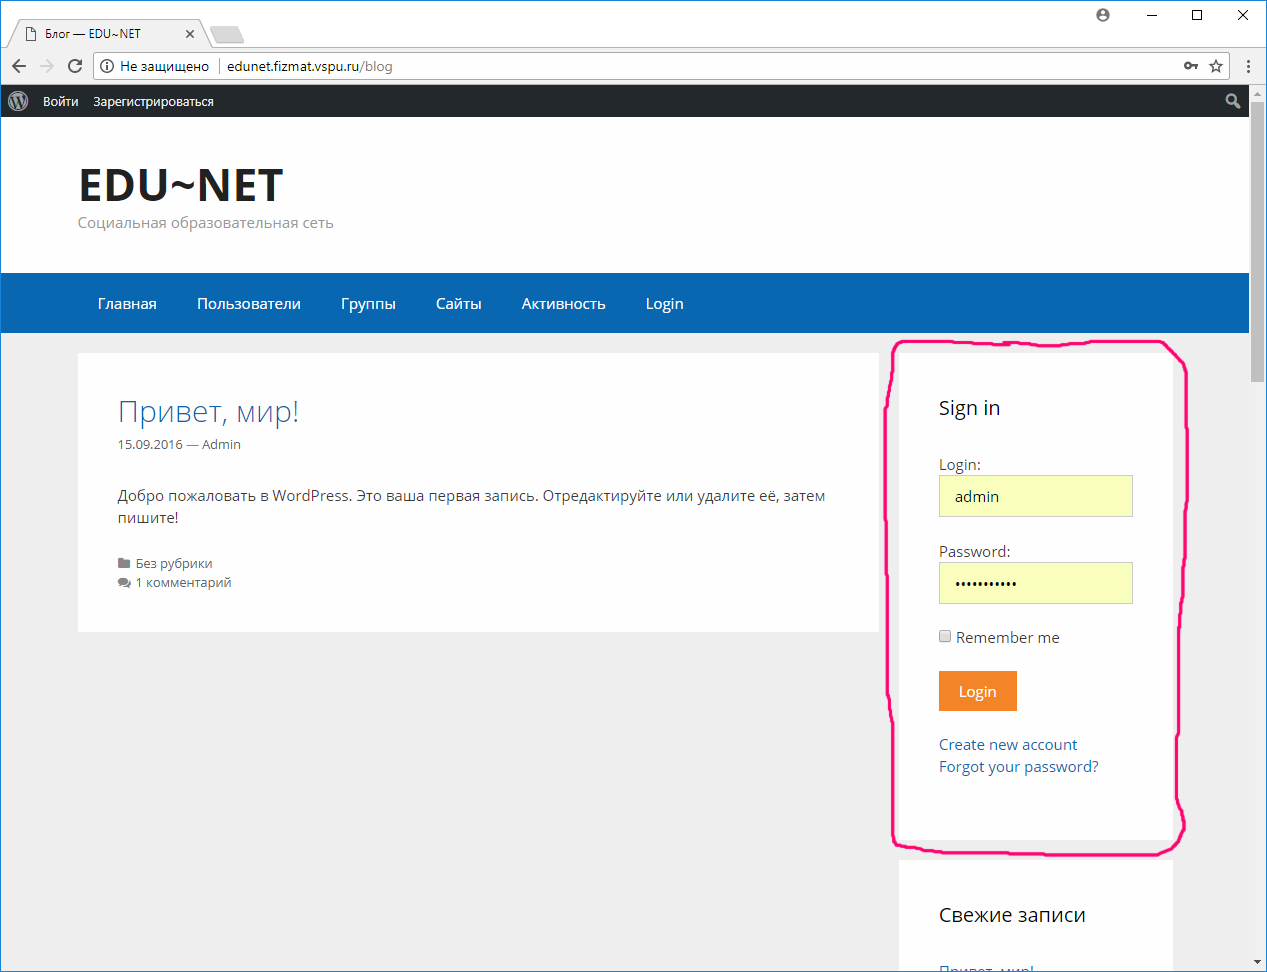 Блог — EDU~NET
Не защищено
edunet.fizmat.vspu.ru/blog
Войти Зарегистрироваться
EDU~NET
Социальная образовательная сеть
Главная Пользователи Группы Сайты Активность Login
Привет, мир!
15.09.2016 — Admin
Добро пожаловать в WordPress. Это ваша первая запись. Отредактируйте или удалите её, затем
пишите!
Без рубрики
1 комментарий
Sign in
Login:
admin
Password:
•••••••••••
Remember me
Login
Create new account
Forgot your password?
Свежие записи
Привет, мир!